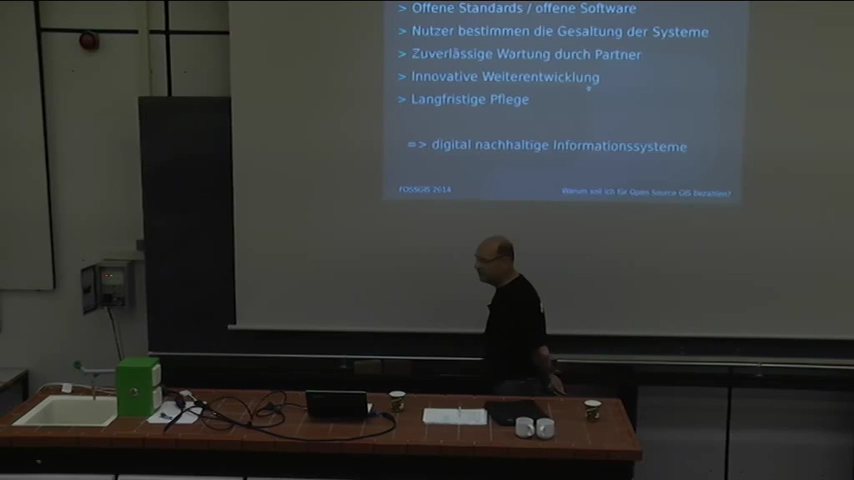 > Offene Standards / offene Software
> Nutzer bestimmen die Gesaltung der Systeme
> Zuverlässige Wartung durch Partner
> Innovative Weiterentwicklung
> Langfristige Pflege
=> digital nachhaltige Informationssysteme
FOSSGIS 2014
Warum soll ich für Open Source GIS bezahlen?